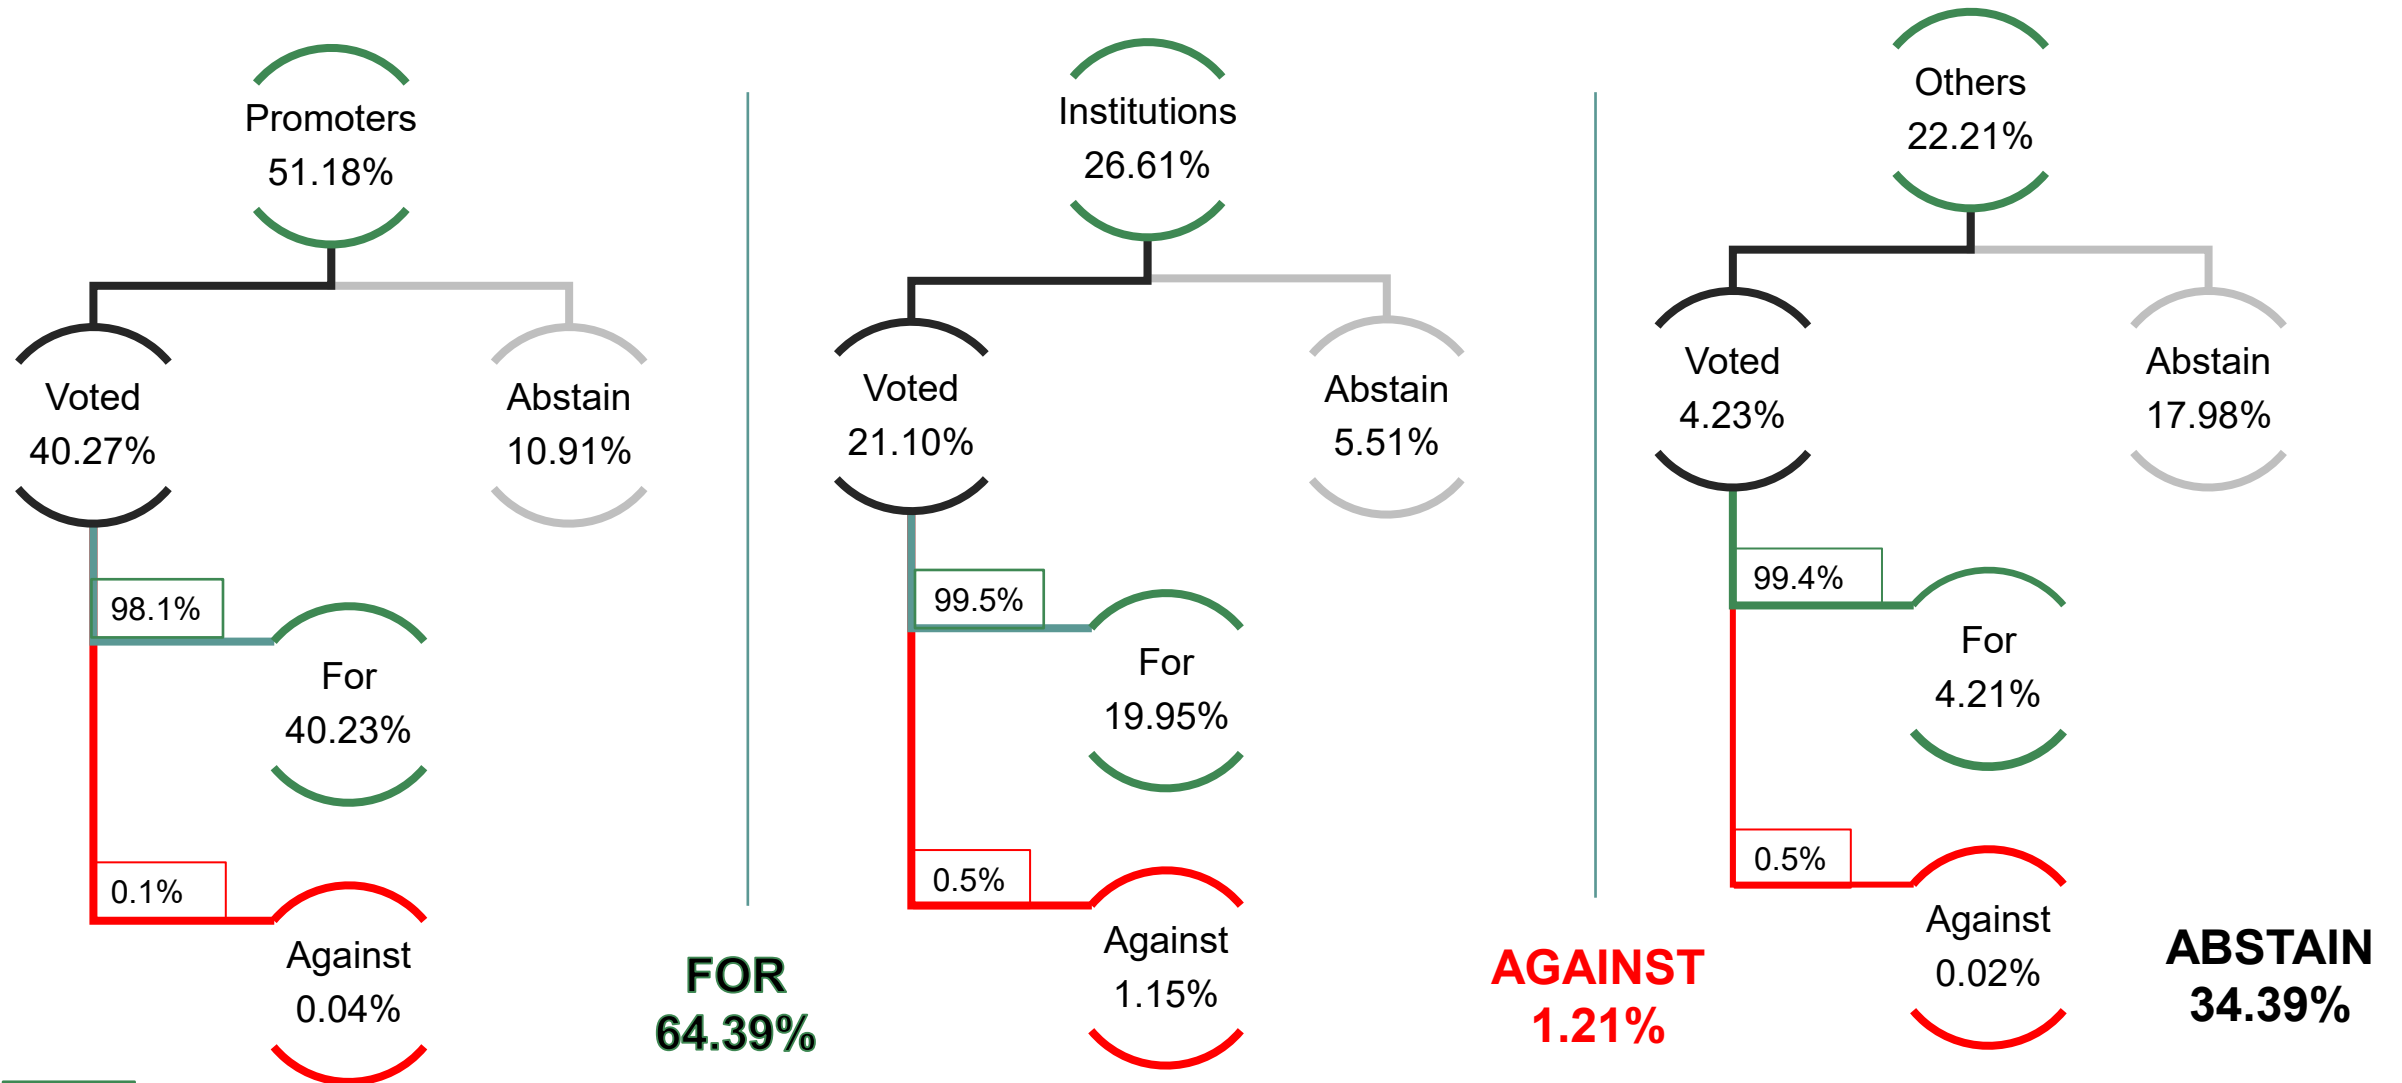 Promoters
51.18%
Voted
40.27%
Abstain
10.91%
98.1%
For
40.23%
0.1%
Against
0.04%
Institutions
26.61%
Voted
21.10%
Abstain
5.51%
99.5%
For
19.95%
0.5%
Against
1.15%
Others
22.21%
Voted
4.23%
Abstain
17.98%
99.4%
For
4.21%
0.5%
Against
0.02%
FOR
64.39%
AGAINST
1.21%
ABSTAIN
34.39%